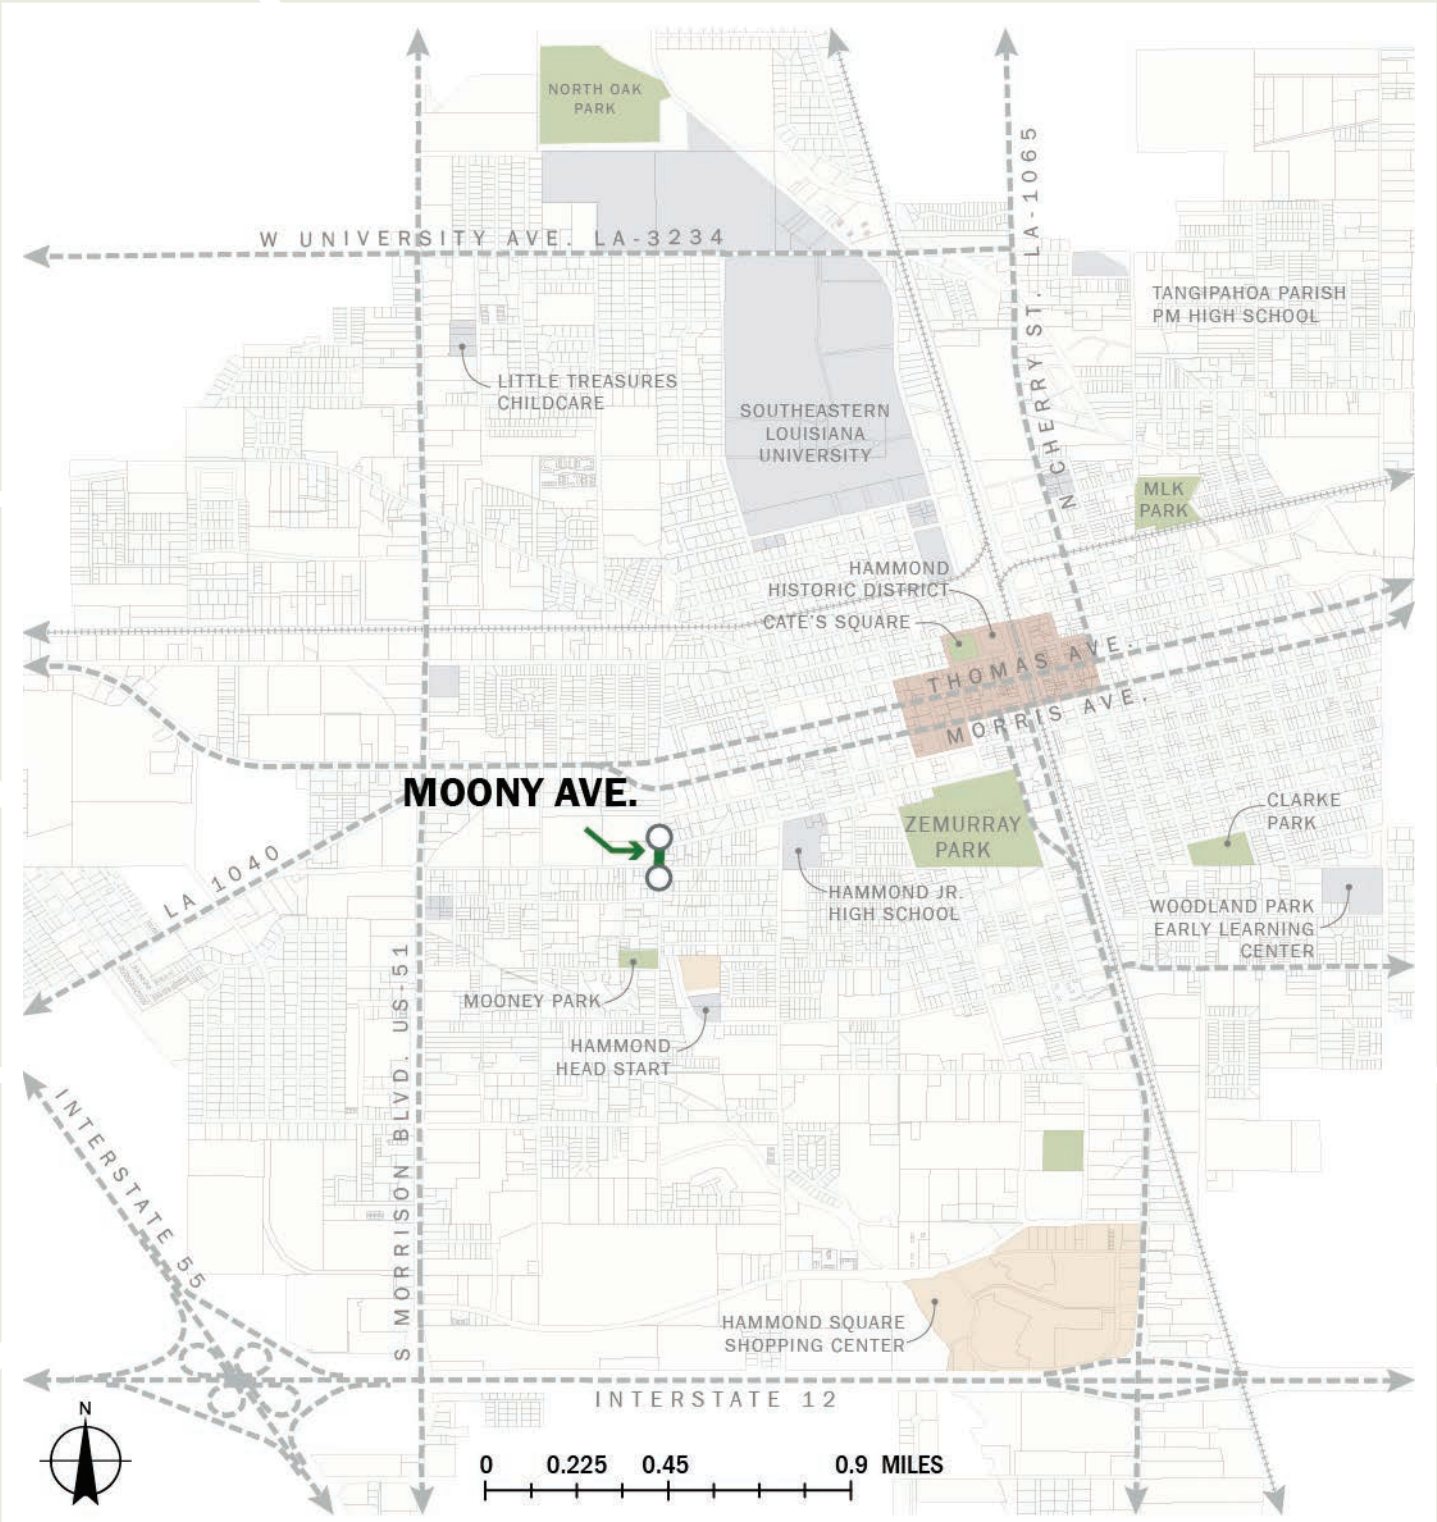 NORTH OAK
PARK
W UNIVERSITY AVE. LA-3234
N CHERRY ST. LA-1065
TANGIPAHOA PARISH
PM HIGH SCHOOL
LITTLE TREASURES
CHILDCARE
SOUTHEASTERN
LOUISIANA
UNIVERSITY
MLK
PARK
HAMMOND
HISTORIC DISTRICT
CATE'S SQUARE
THOMAS AVE.
MORRIS AVE.
MOONY AVE.
ZEMURRAY
PARK
CLARKE
PARK
LA 1040
HAMMOND JR.
HIGH SCHOOL
WOODLAND PARK
EARLY LEARNING
CENTER
MOONEY PARK
HAMMOND
HEAD START
S MORRISON BLVD. US-51
INTERSTATE 55
HAMMOND SQUARE
SHOPPING CENTER
INTERSTATE 12
N
0 0.225 0.45 0.9 MILES